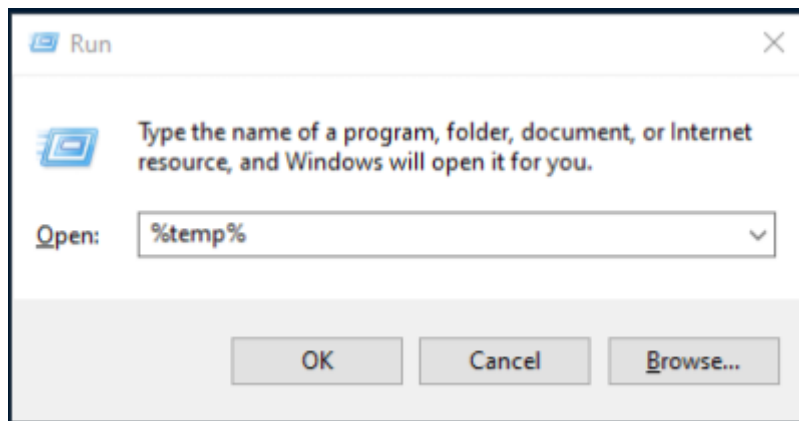 Run
Type the name of a program, folder, document, or Internet
resource, and Windows will open it for you.
Open: %temp%
OK Cancel Browse...